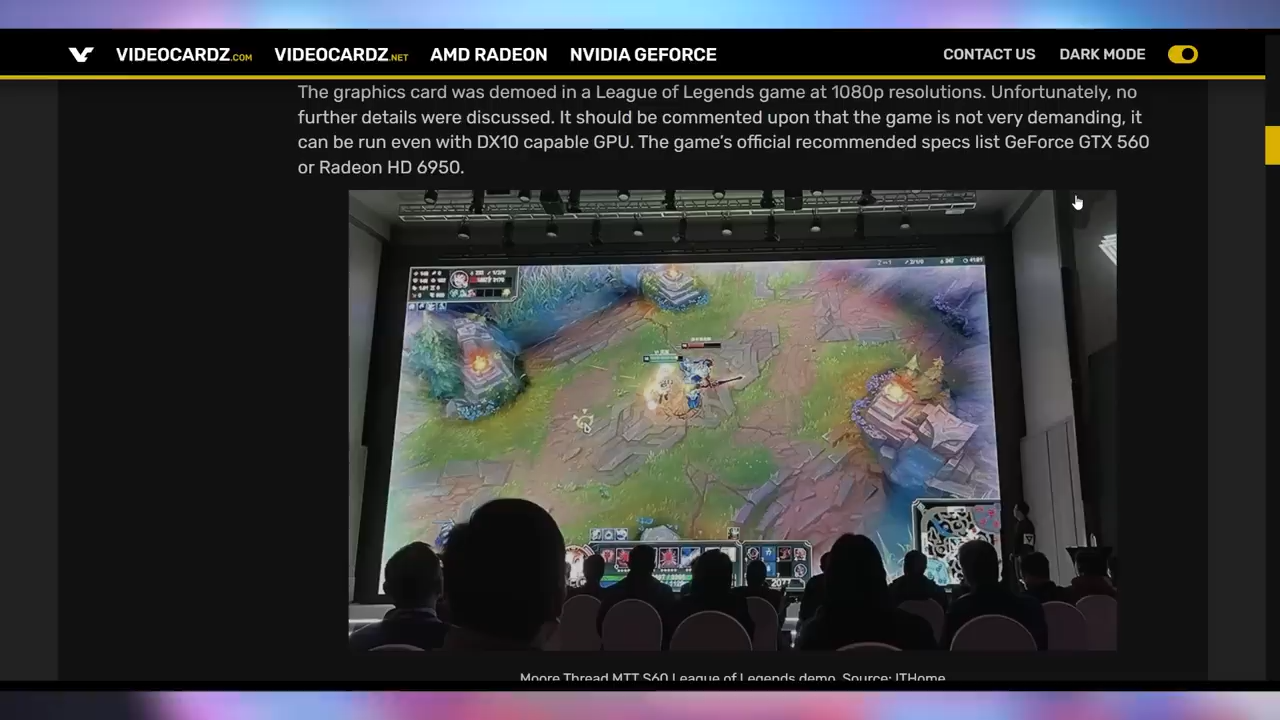 VIDEOCARDZ.COM VIDEOCARDZ.NET AMD RADEON NVIDIA GEFORCE CONTACT US DARK MODE
The graphics card was demoed in a League of Legends game at 1080p resolutions. Unfortunately, no
further details were discussed. It should be commented upon that the game is not very demanding, it
can be run even with DX10 capable GPU. The game's official recommended specs list GeForce GTX 560
or Radeon HD 6950.
2077
Moore Thread MTT S60 League of Legends demo, Source: ITHome